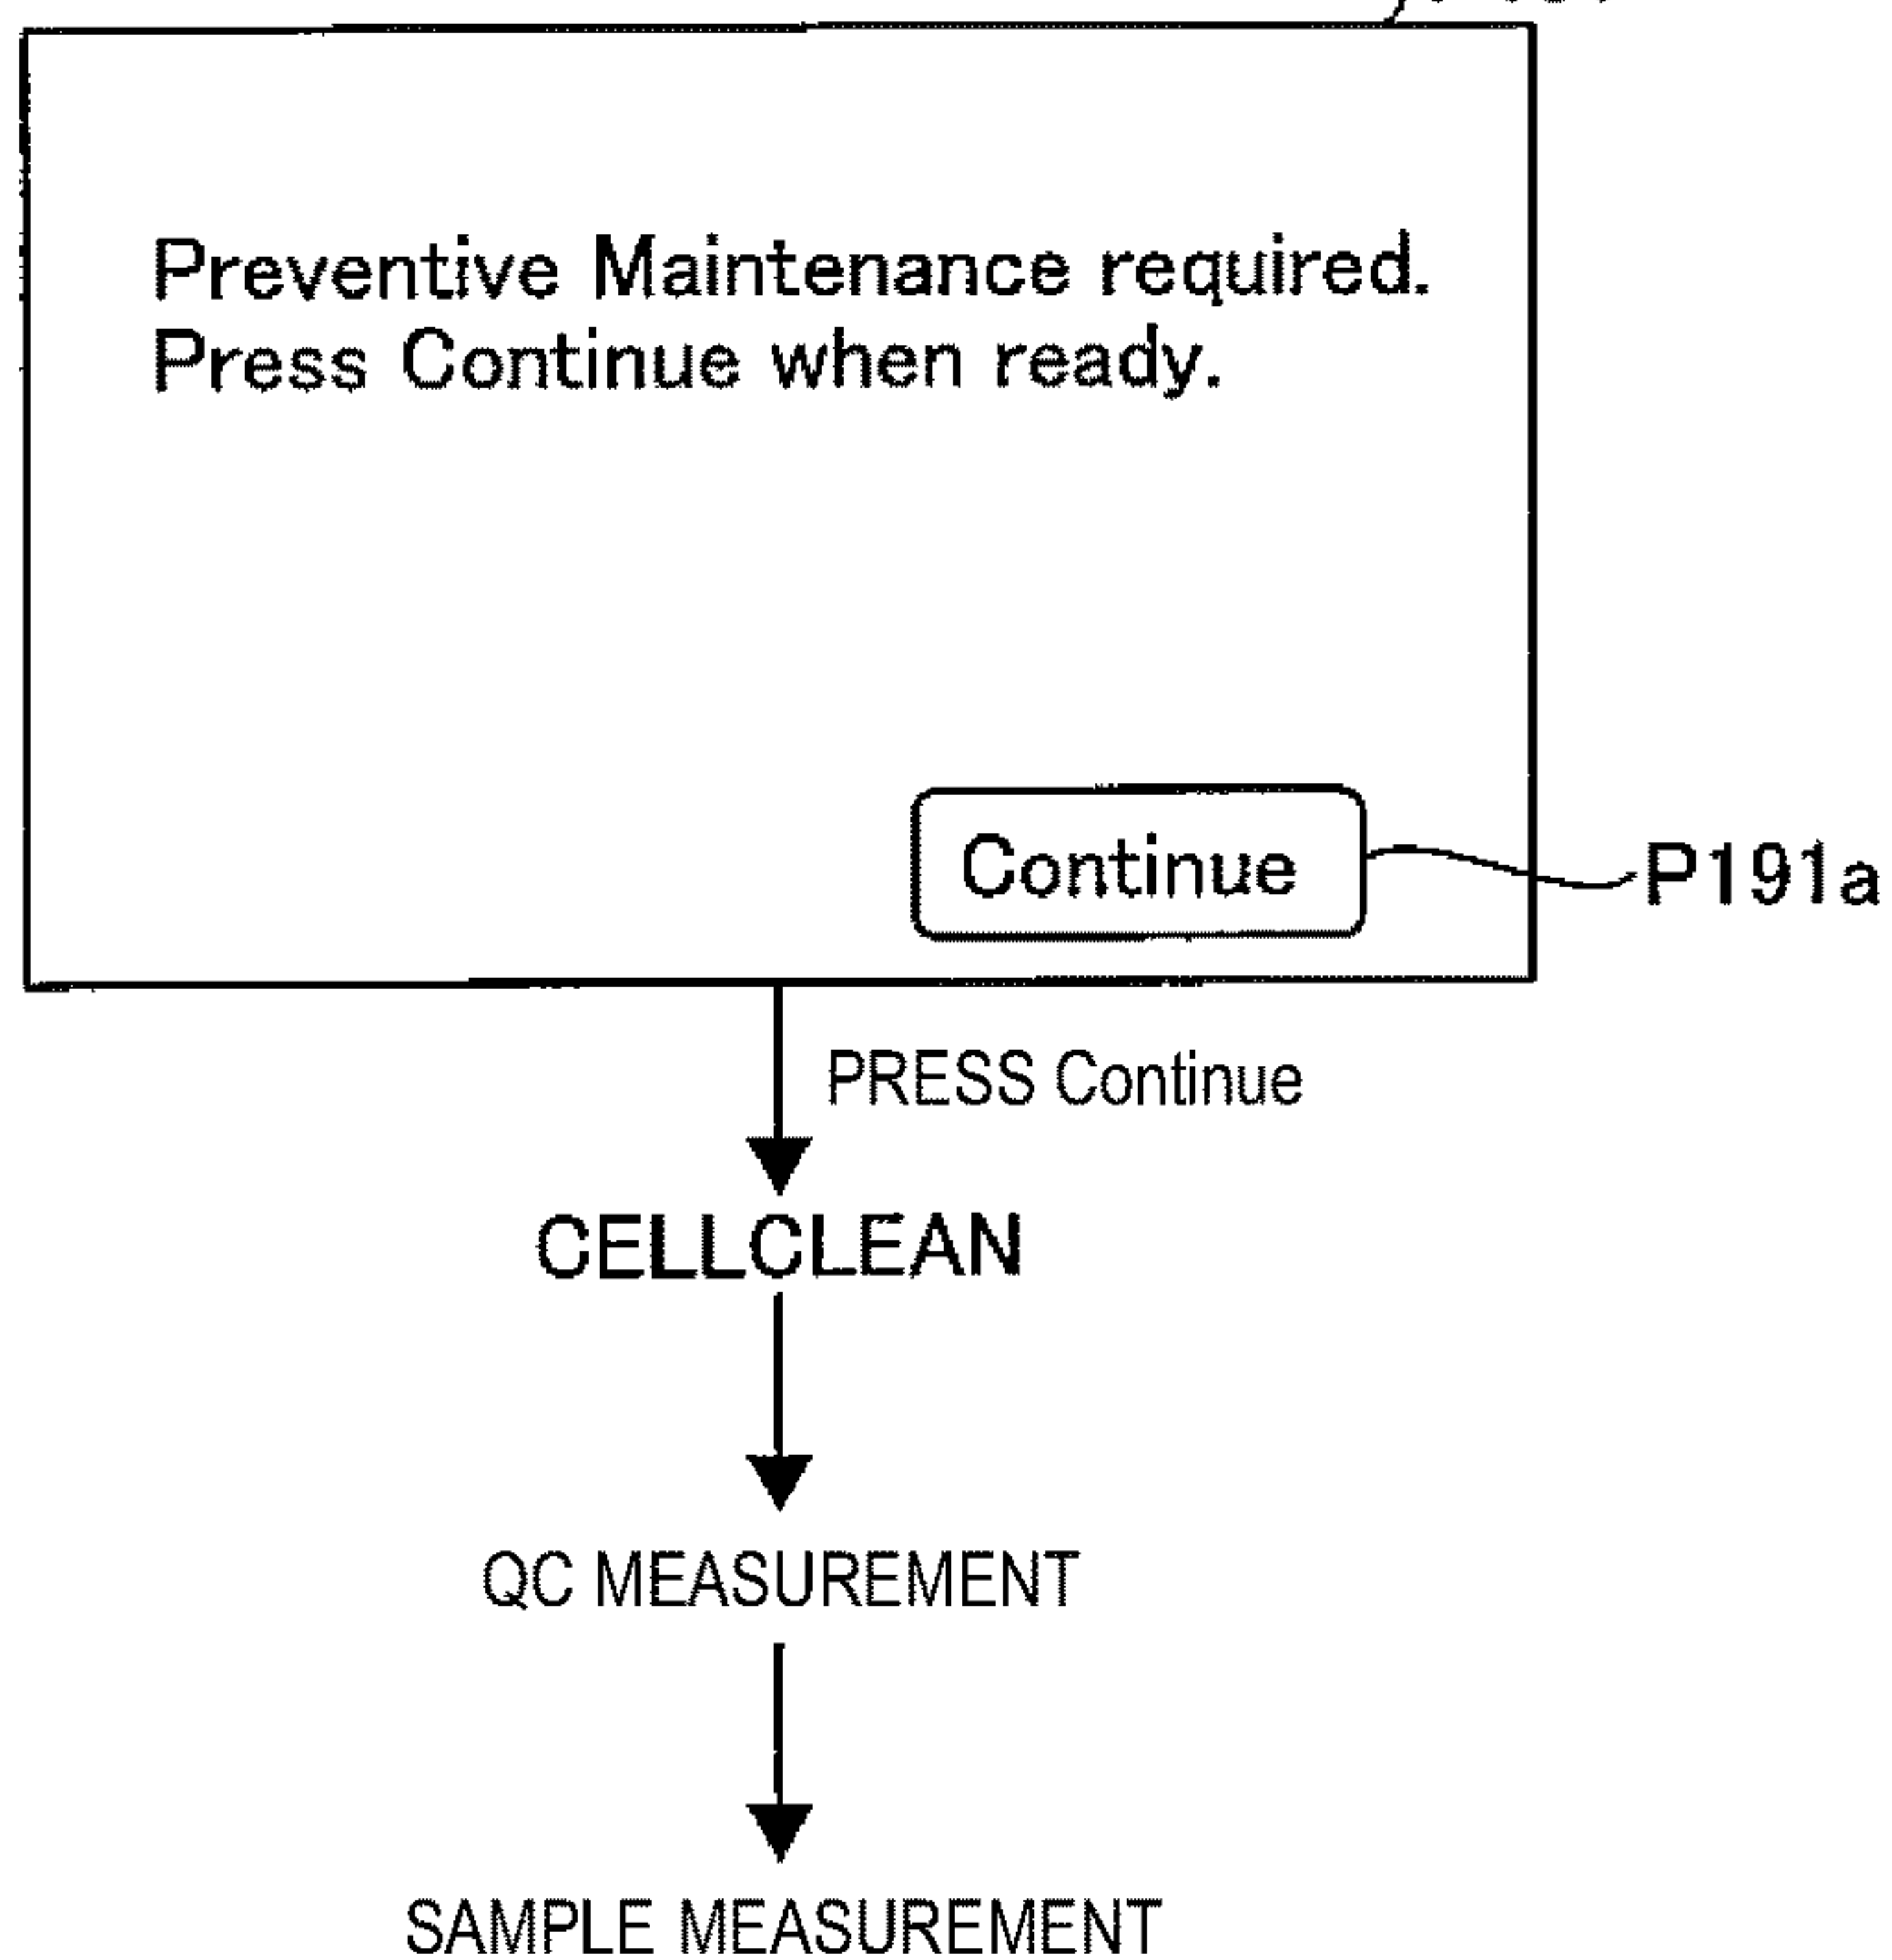 Preventive Maintenance required.
Press Continue when ready.
Continue
P191a
PRESS Continue
CELLCLEAN
QC MEASUREMENT
SAMPLE MEASUREMENT